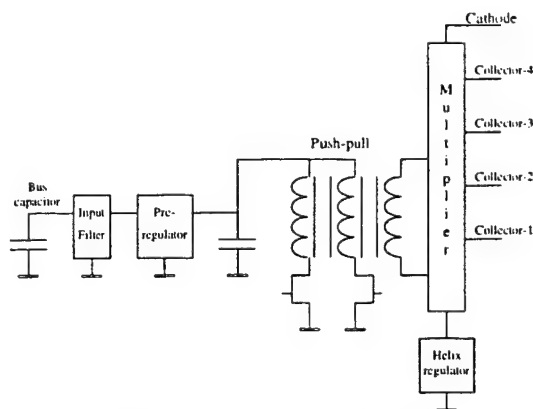 Cathode
Collector-4
Multiplier
Collector-3
Push-pull
Collector-2
Bus
capacitor
Input
Filter
Pre-
regulator
Collector-1
Helix
regulator